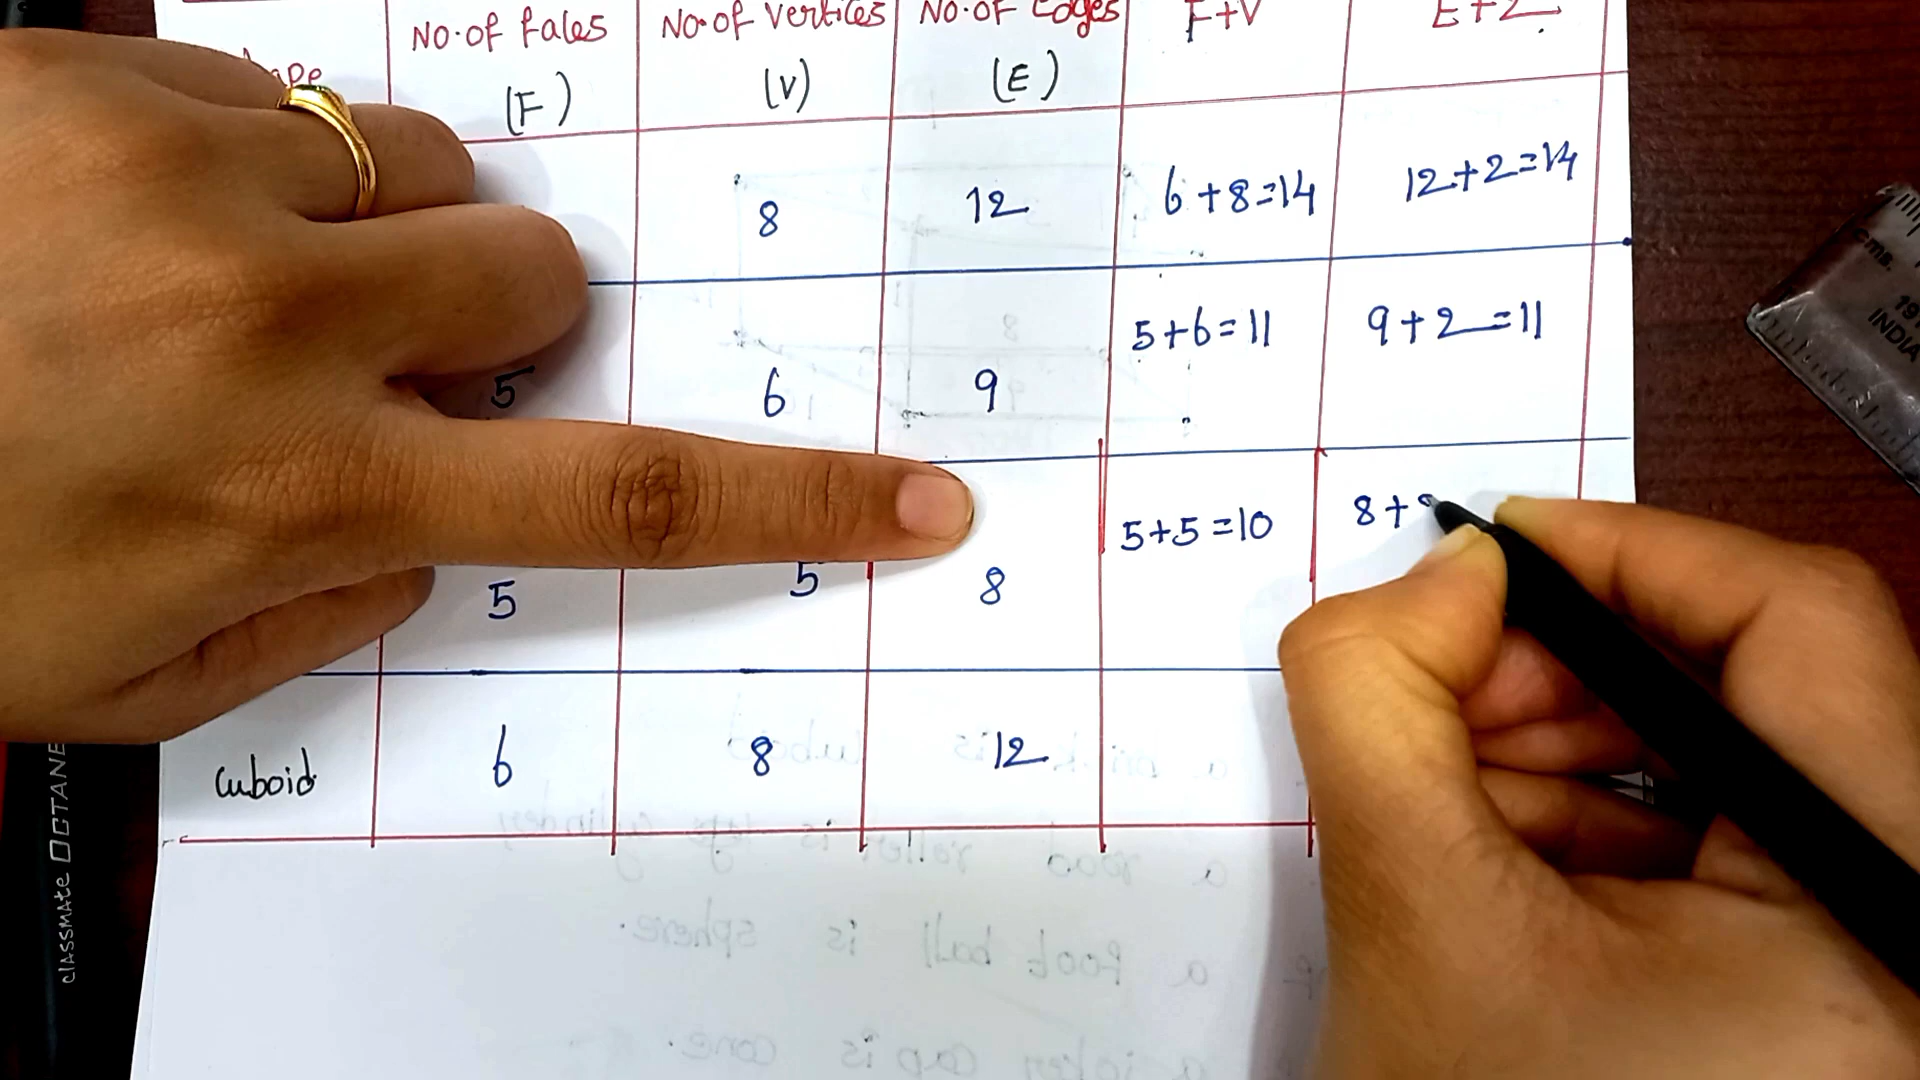 No. of fales No. of vertices No. of Edges F+V E+2
(F) (V) (E)
8 12 6+8=14 12+2=14
5 6 9 5+6=11 9+2=11
5 5 8 5+5=10 8+
Cuboid 6 8 12
cms.
INDIA
CLASSMATE OCTANE